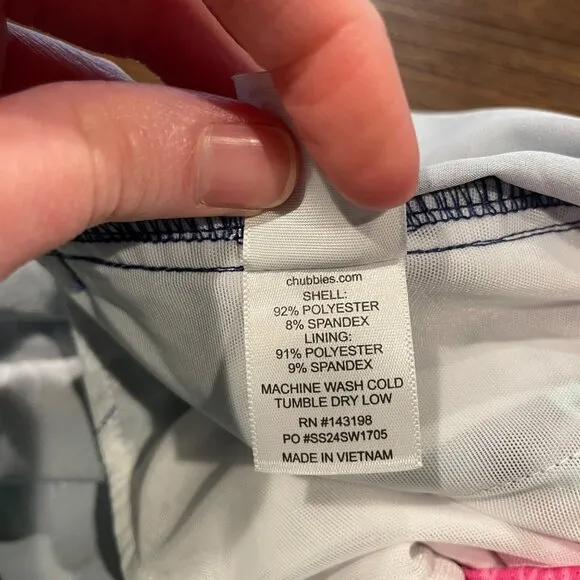 chubbies.com
SHELL:
92% POLYESTER
8% SPANDEX
LINING:
91% POLYESTER
9% SPANDEX
MACHINE WASH COLD
TUMBLE DRY LOW
RN #143198
PO #SS24SW1705
MADE IN VIETNAM